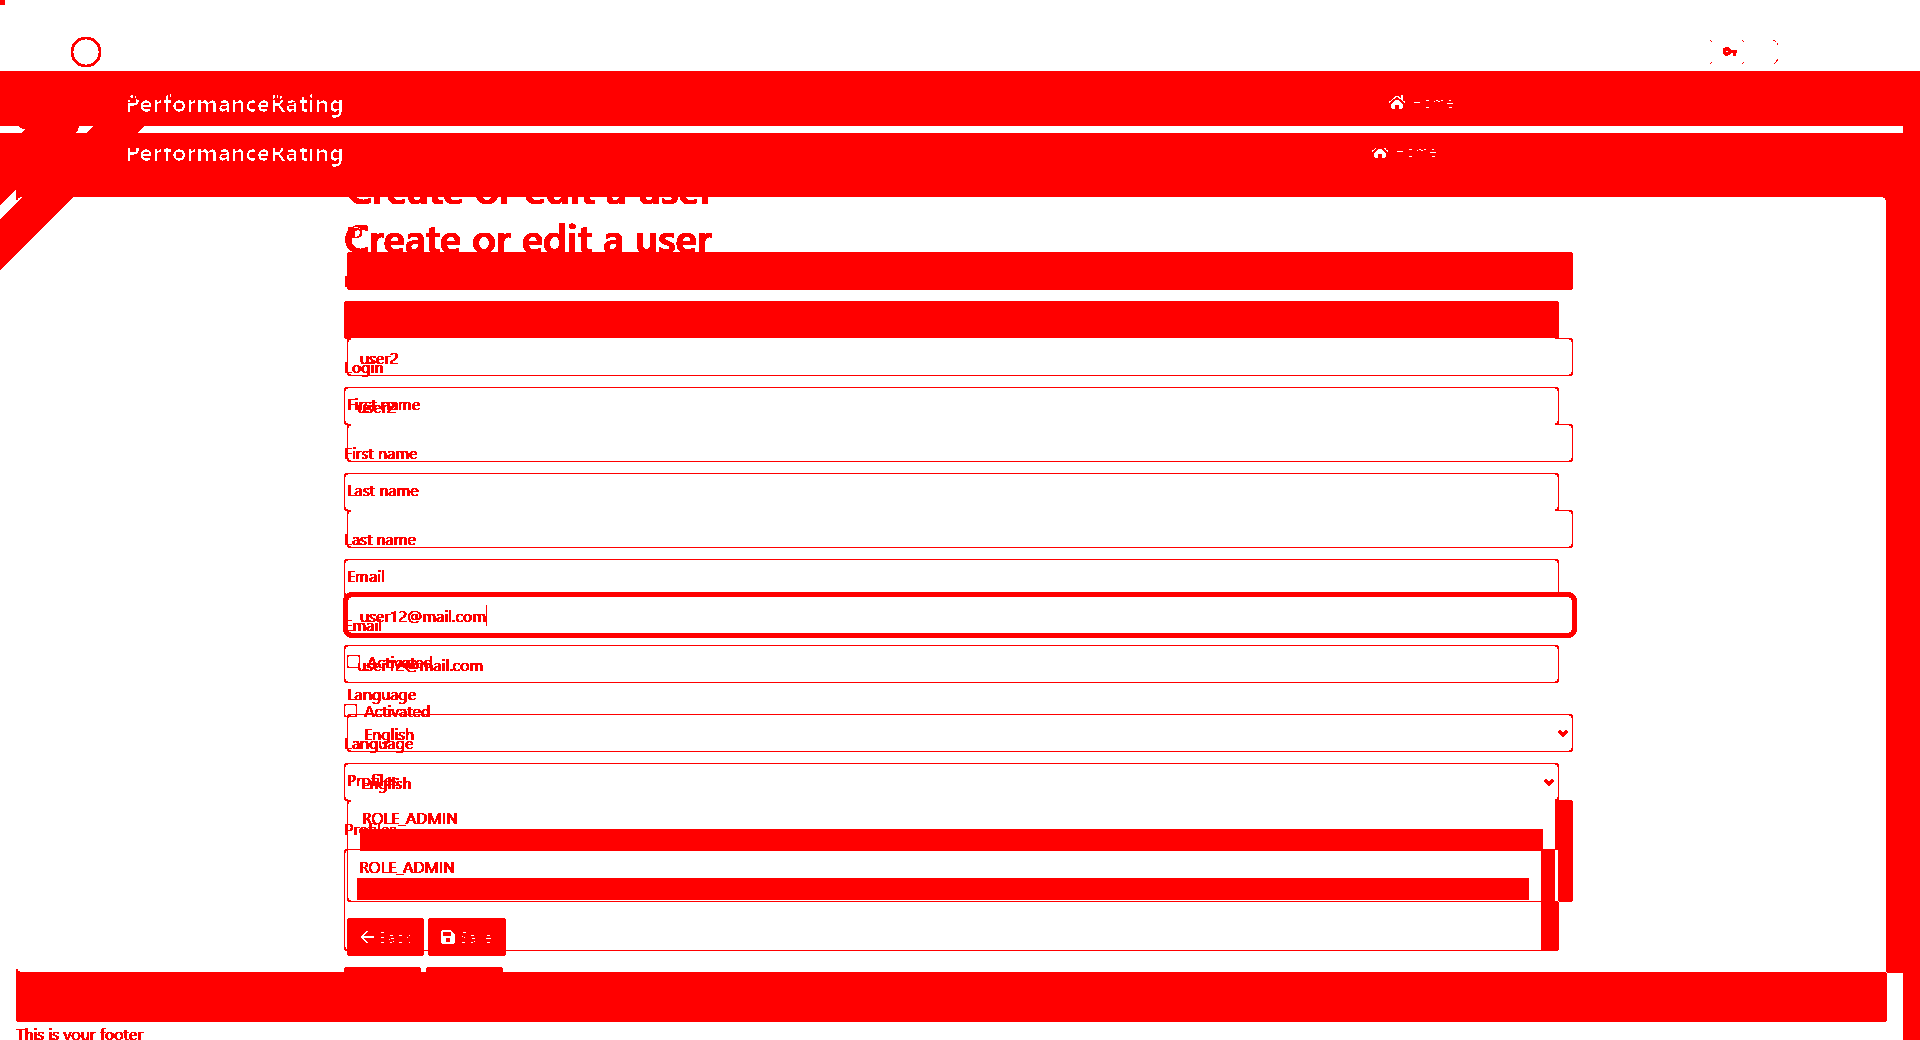 PerformanceRating Home
PerformanceRating Home
Create or edit a user
Create or edit a user
user2
Login
First name
user2
First name
Last name
Last name
Email
user12@mail.com
Email
Activated
user12@mail.com
Language
Activated
English
Language
Profiles
English
ROLE_ADMIN
Profiles
ROLE_ADMIN
Back Save
This is your footer